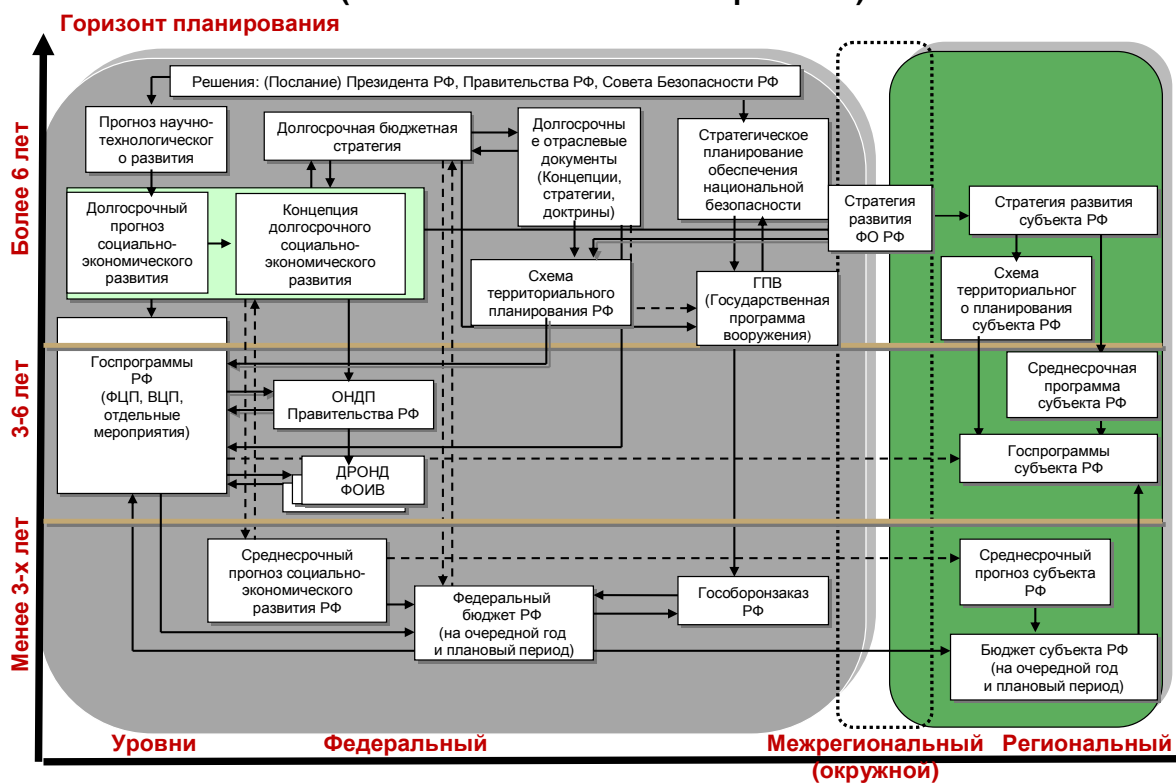 Горизонт планирования
Решения: (Послание) Президента РФ, Правительства РФ, Совета Безопасности РФ
Прогноз научно-
технологическог
о развития
Долгосрочная бюджетная
стратегия
Долгосрочны
е отраслевые
документы
(Концепции,
стратегии,
доктрины)
Стратегическое
планирование
обеспечения
национальной
безопасности
Долгосрочный
прогноз
социально-
экономического
развития
Концепция
долгосрочного
социально-
экономического
развития
Стратегия
развития
ФО РФ
Стратегия развития
субъекта РФ
Схема
территориального
планирования РФ
ГПВ
(Государственная
программа
вооружения)
Схема
территориальног
о планирования
субъекта РФ
Более 6 лет
Госпрограммы
РФ
(ФЦП, ВЦП,
отдельные
мероприятия)
ОНДП
Правительства РФ
Среднесрочная
программа
субъекта РФ
ДРОНД
ФОИВ
Госпрограммы
субъекта РФ
3-6 лет
Среднесрочный
прогноз социально-
экономического
развития РФ
Федеральный
бюджет РФ
(на очередной год
и плановый период)
Гособоронзаказ
РФ
Среднесрочный
прогноз субъекта
РФ
Бюджет субъекта РФ
(на очередной год
и плановый период)
Менее 3-х лет
Уровни
Федеральный
Межрегиональный
(окружной)
Региональный